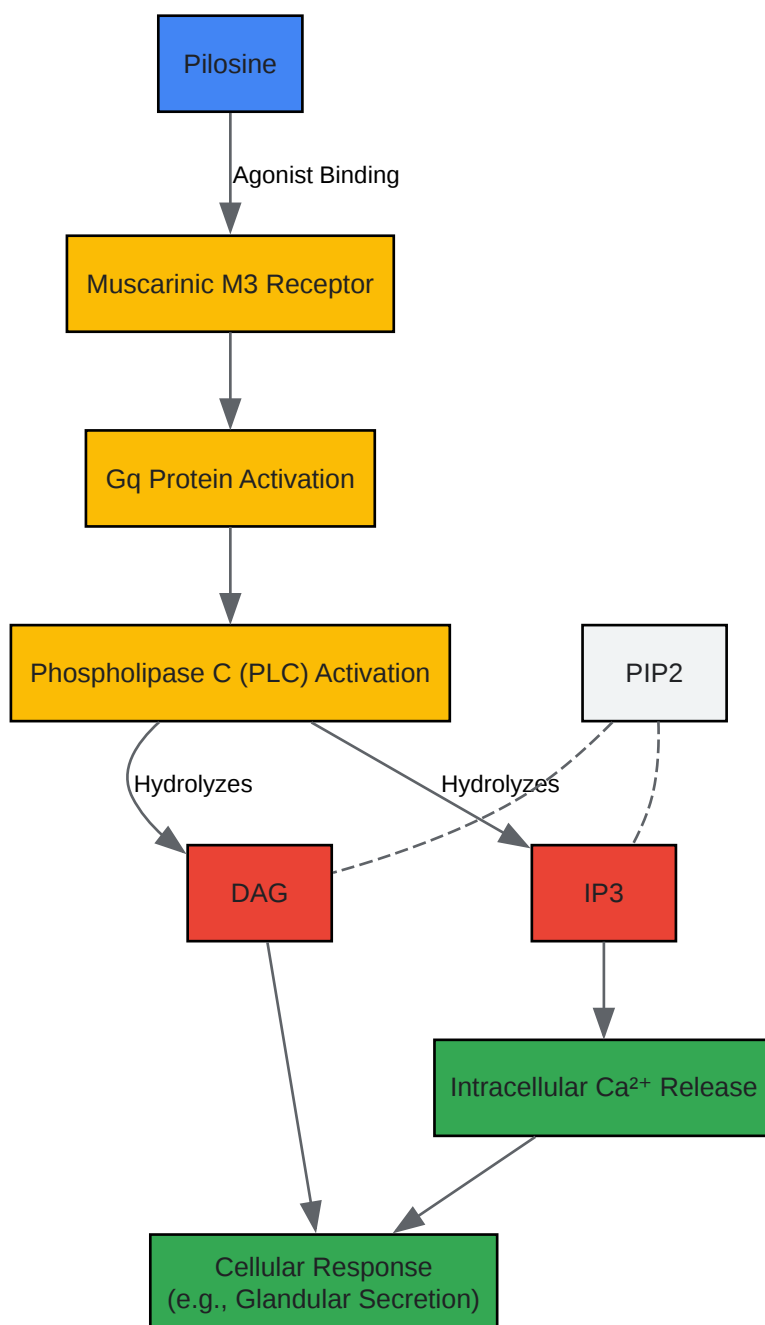 Pilosine
Agonist Binding
Muscarinic M3 Receptor
Gq Protein Activation
Phospholipase C (PLC) Activation
PIP2
Hydrolyzes
Hydrolyzes
DAG
IP3
Intracellular Ca²⁺ Release
Cellular Response
(e.g., Glandular Secretion)